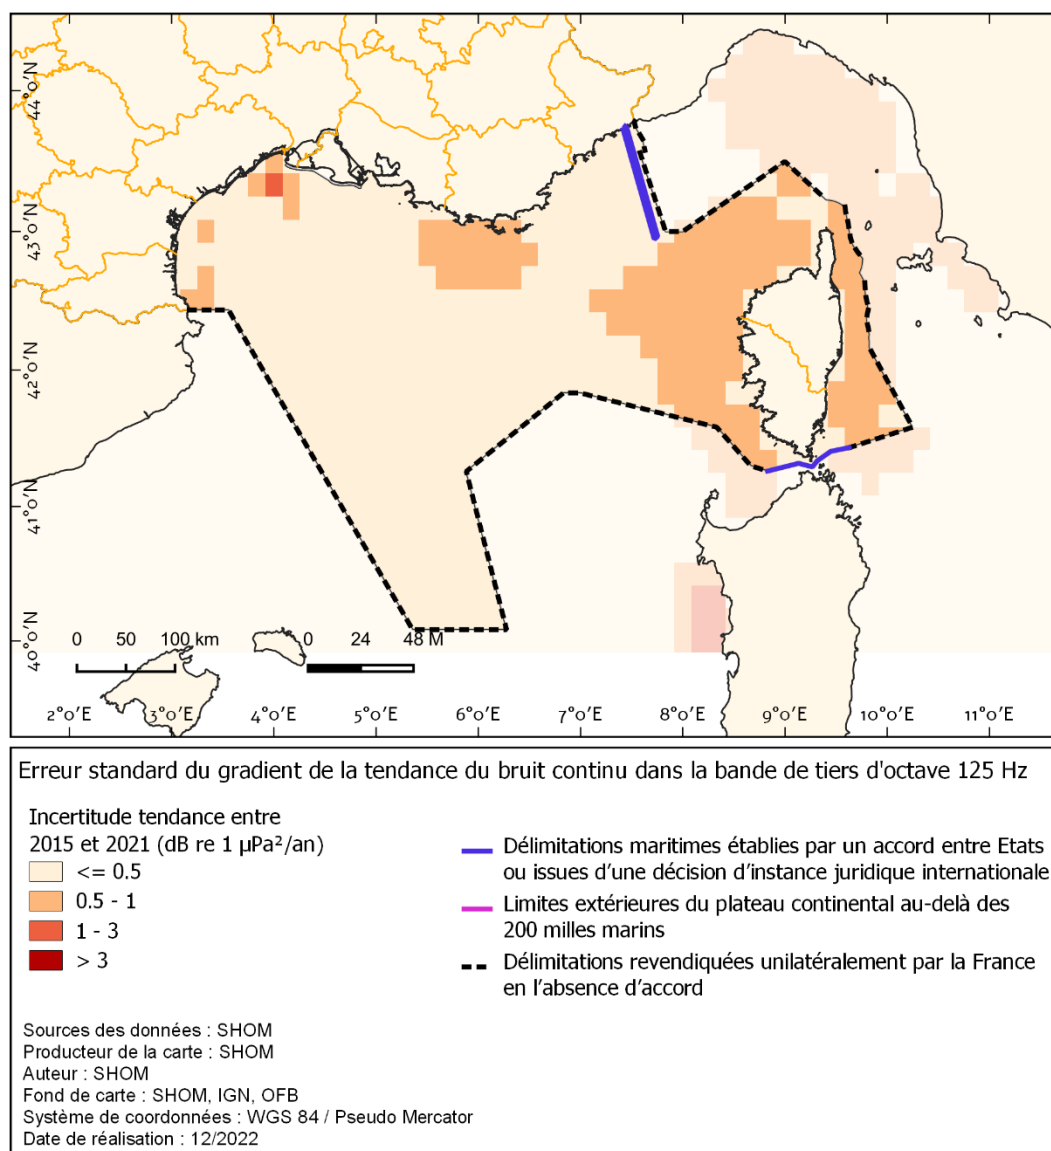 44°0′N
43°0′N
42°0′N
41°0′N
40°0′N
0 50 100 km
0 24 48 M
2°0′E 3°0′E 4°0′E 5°0′E 6°0′E 7°0′E 8°0′E 9°0′E 10°0′E 11°0′E
Erreur standard du gradient de la tendance du bruit continu dans la bande de tiers d'octave 125 Hz
Incertitude tendance entre
2015 et 2021 (dB re 1 µPa²/an)
<= 0.5
0.5 - 1
1 - 3
> 3
Délimitations maritimes établies par un accord entre Etats
ou issues d’une décision d’instance juridique internationale
Limites extérieures du plateau continental au-delà des
200 milles marins
Délimitations revendiquées unilatéralement par la France
en l’absence d’accord
Sources des données : SHOM
Producteur de la carte : SHOM
Auteur : SHOM
Fond de carte : SHOM, IGN, OFB
Système de coordonnées : WGS 84 / Pseudo Mercator
Date de réalisation : 12/2022